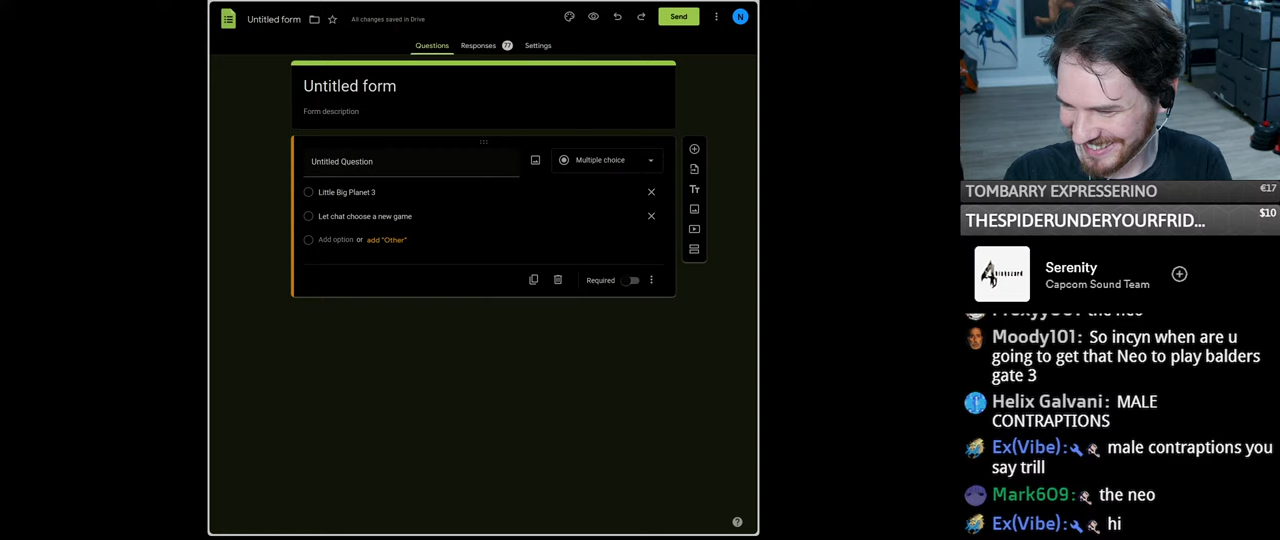 Untitled form
All changes saved in Drive
Send
N
Questions
Responses 77
Settings
Untitled form
Form description
Untitled Question
Multiple choice
Little Big Planet 3
Let chat choose a new game
Add option or add "Other"
Required
TOMBARRY EXPRESSERINO €17
THESPIDERUNDERYOURFRID... $10
Serenity
Capcom Sound Team
the neo
Moody101: So incyn when are u
going to get that Neo to play balders
gate 3
Helix Galvani: MALE
CONTRAPTIONS
Ex(Vibe): male contraptions you
say trill
Mark609: the neo
Ex(Vibe): hi